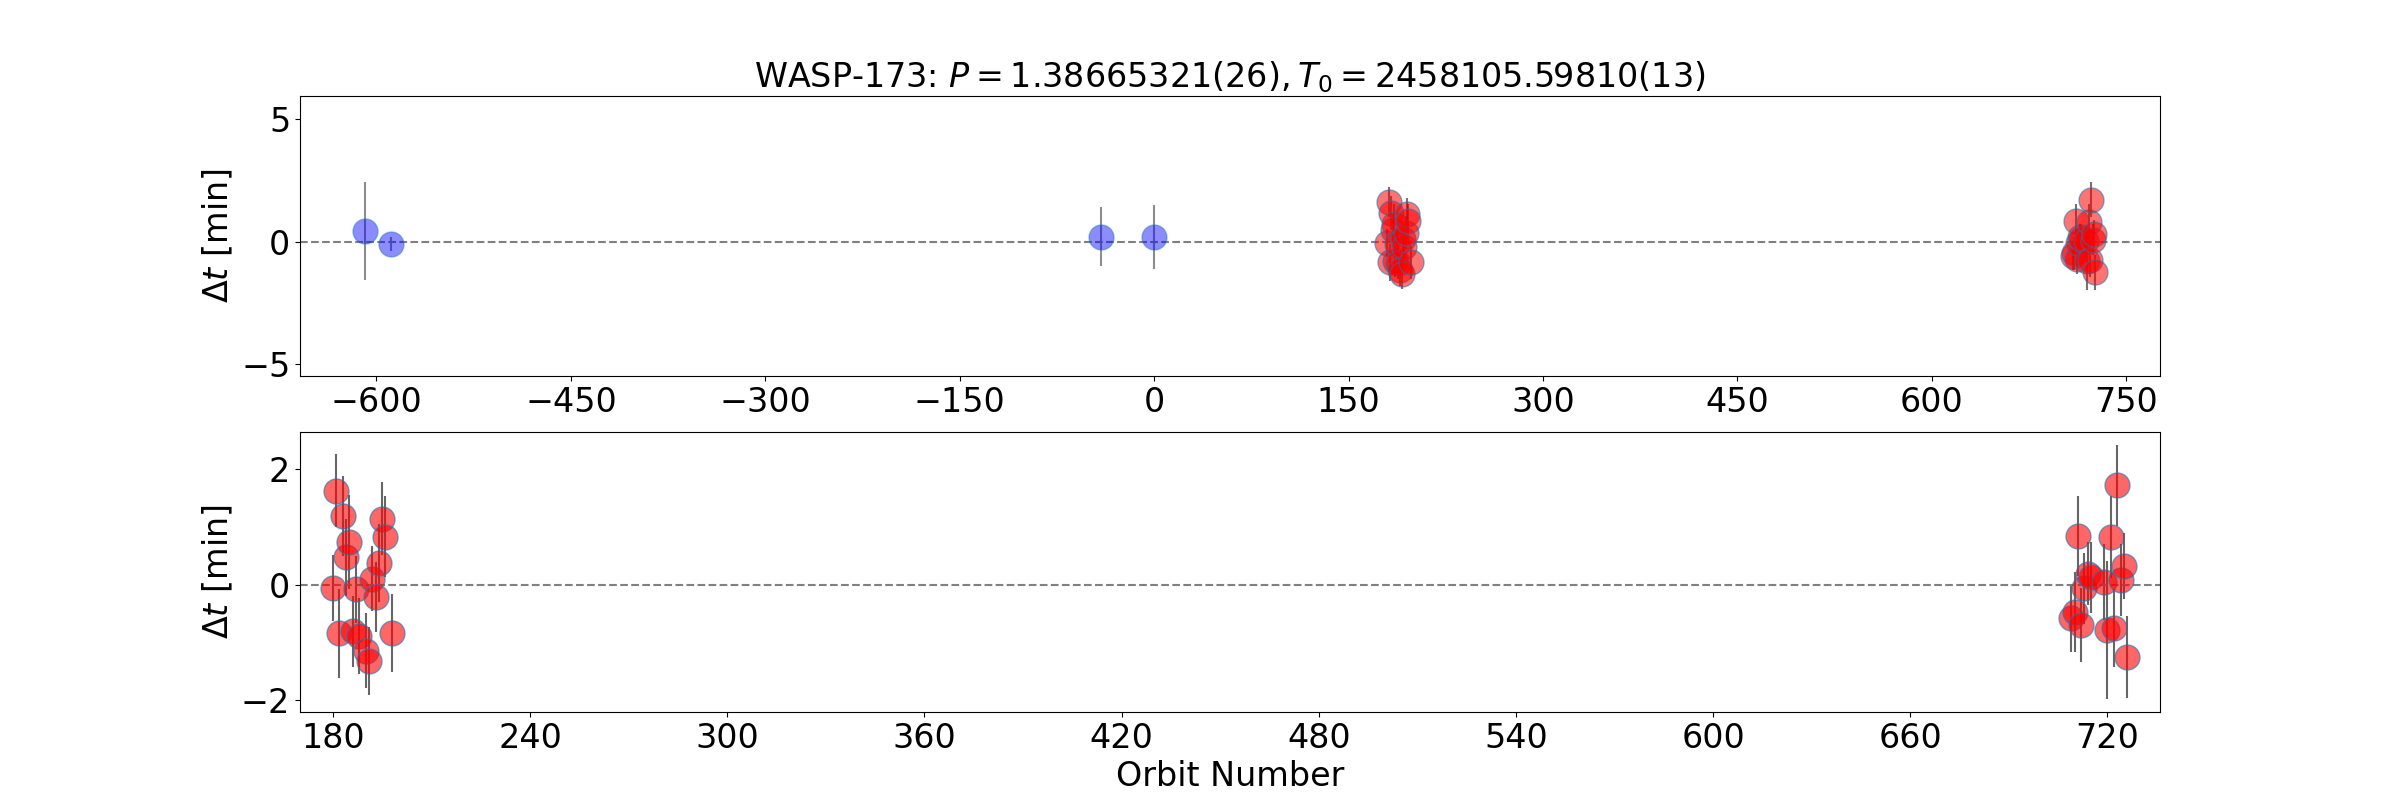 WASP-173: P = 1.38665321(26), T₀ = 2458105.59810(13)
5
0
−5
Δt [min]
−600 −450 −300 −150 0 150 300 450 600 750
2
0
−2
Δt [min]
180 240 300 360 420 480 540 600 660 720
Orbit Number